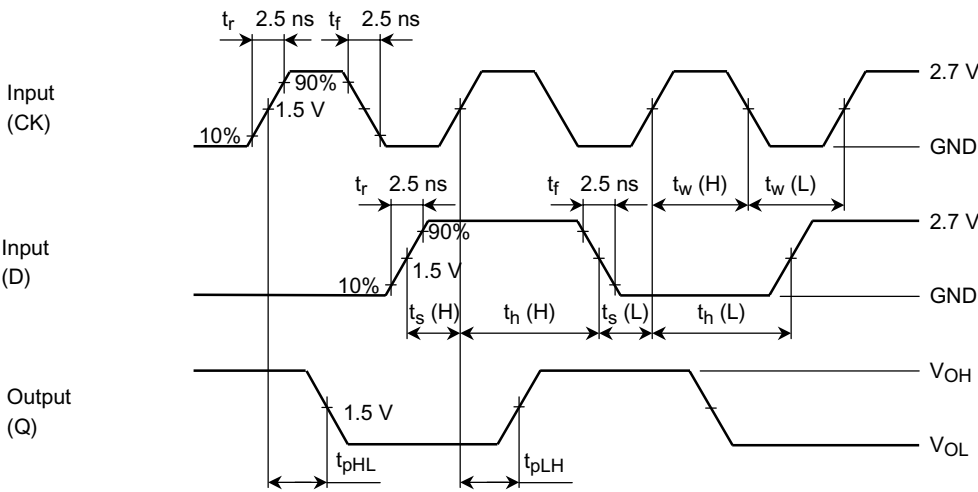 tr 2.5 ns tf 2.5 ns
Input
(CK)
90%
1.5 V
10%
2.7 V
GND
tr 2.5 ns tf 2.5 ns
tw (H) tw (L)
Input
(D)
90%
1.5 V
10%
2.7 V
GND
ts (H) th (H) ts (L) th (L)
Output
(Q)
1.5 V
VOH
VOL
tpHL tpLH